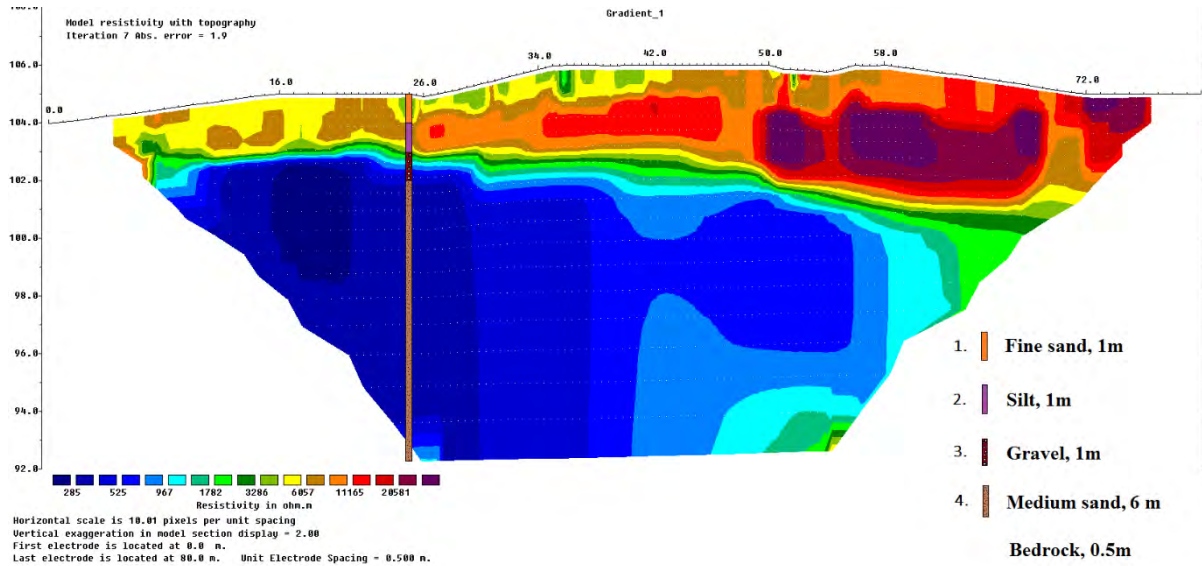 108.0
Model resistivity with topography
Iteration 7 Abs. error = 1.9
Gradient_1
106.0
104.0
102.0
100.0
98.0
96.0
94.0
92.0
0.0
16.0
26.0
34.0
42.0
50.0
58.0
72.0
1. Fine sand, 1m
2. Silt, 1m
3. Gravel, 1m
4. Medium sand, 6 m
Bedrock, 0.5m
285 525 967 1782 3286 6057 11165 20581
Resistivity in ohm.m
Horizontal scale is 10.01 pixels per unit spacing
Vertical exaggeration in model section display = 2.00
First electrode is located at 0.0 m.
Last electrode is located at 80.0 m. Unit Electrode Spacing = 0.500 m.